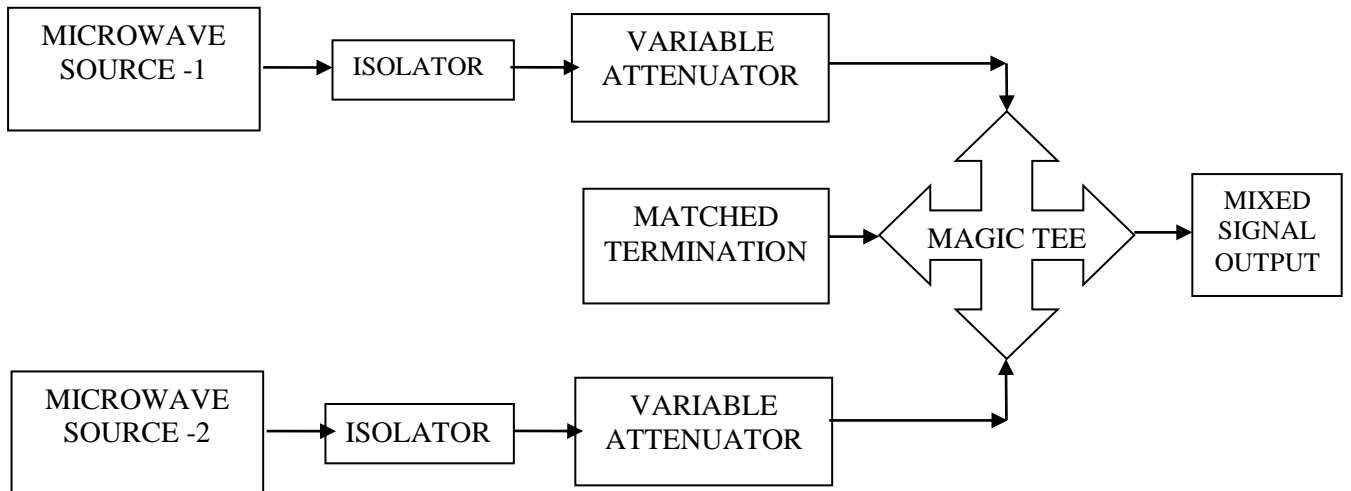 MICROWAVE
SOURCE -1
ISOLATOR
VARIABLE
ATTENUATOR
MATCHED
TERMINATION
MAGIC TEE
MIXED
SIGNAL
OUTPUT
MICROWAVE
SOURCE -2
ISOLATOR
VARIABLE
ATTENUATOR